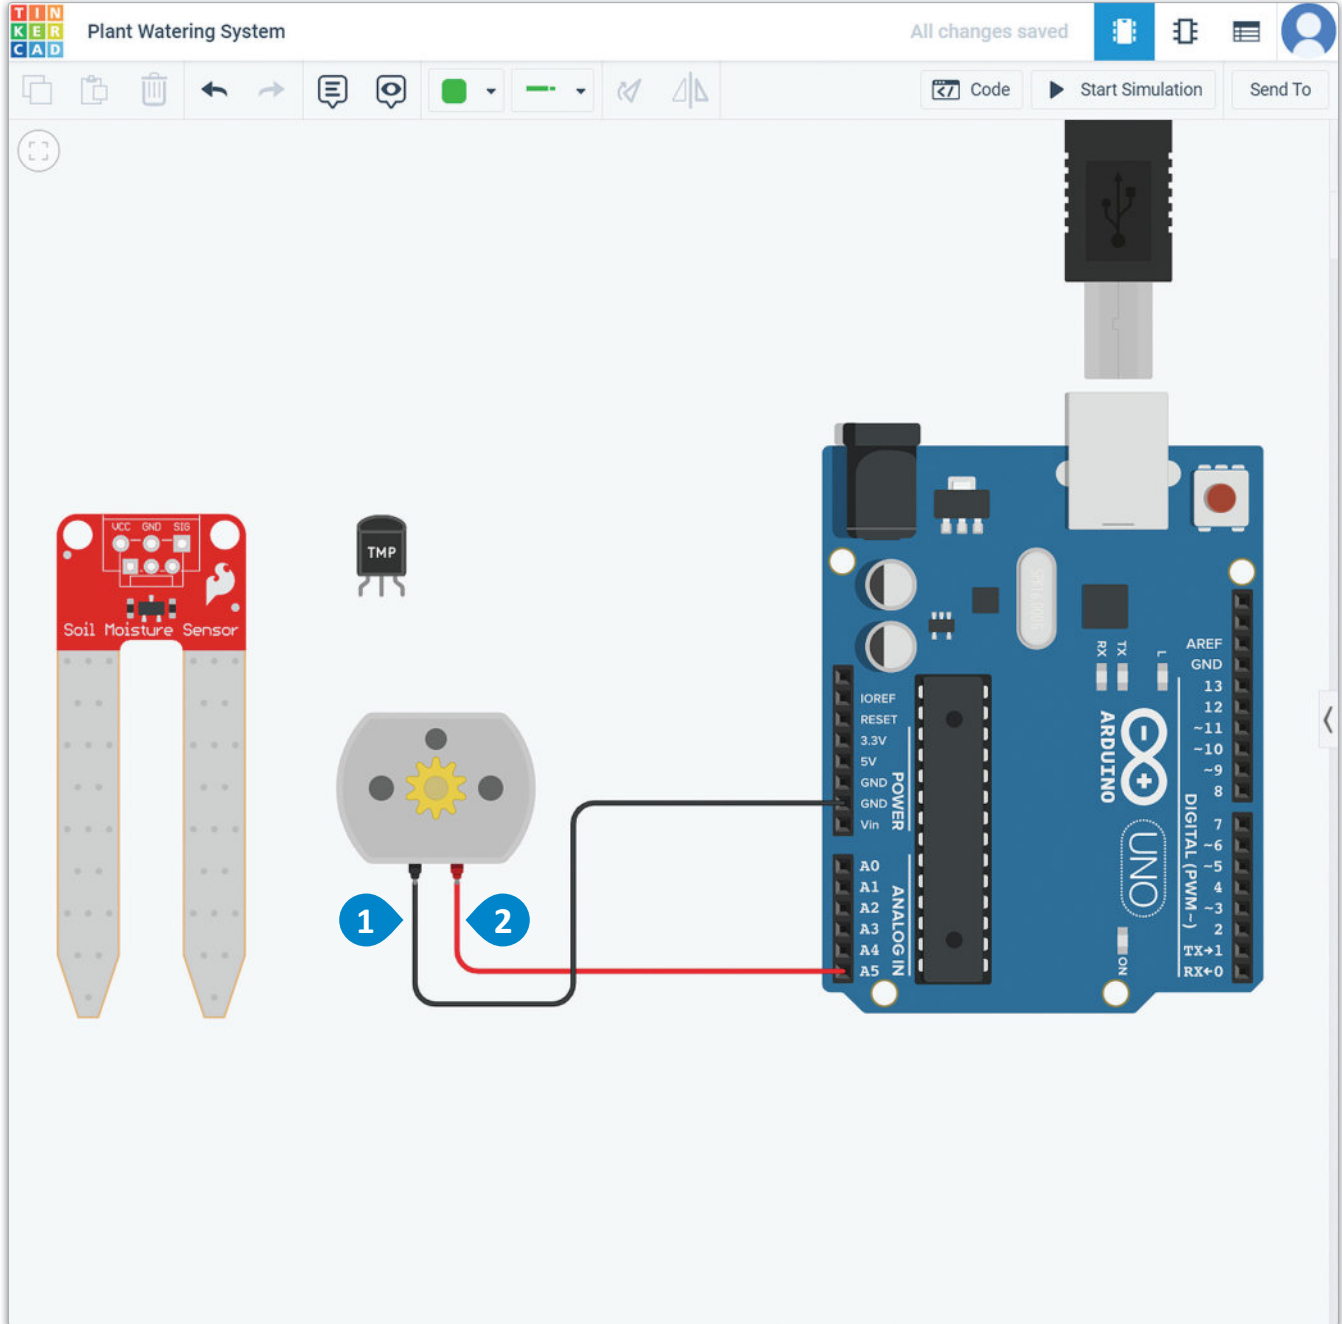 TIN
KER
CAD
Plant Watering System
All changes saved
Code
Start Simulation
Send To
VCC GND SIG
Soil Moisture Sensor
TMP
1
2
IOREF
RESET
3.3V
5V
GND
GND
Vin
POWER
A0
A1
A2
A3
A4
A5
ANALOG IN
RX
TX
L
ARDUINO
UNO
ON
AREF
GND
13
12
~11
~10
~9
8
7
~6
~5
4
~3
2
TX→1
RX←0
DIGITAL (PWM~)